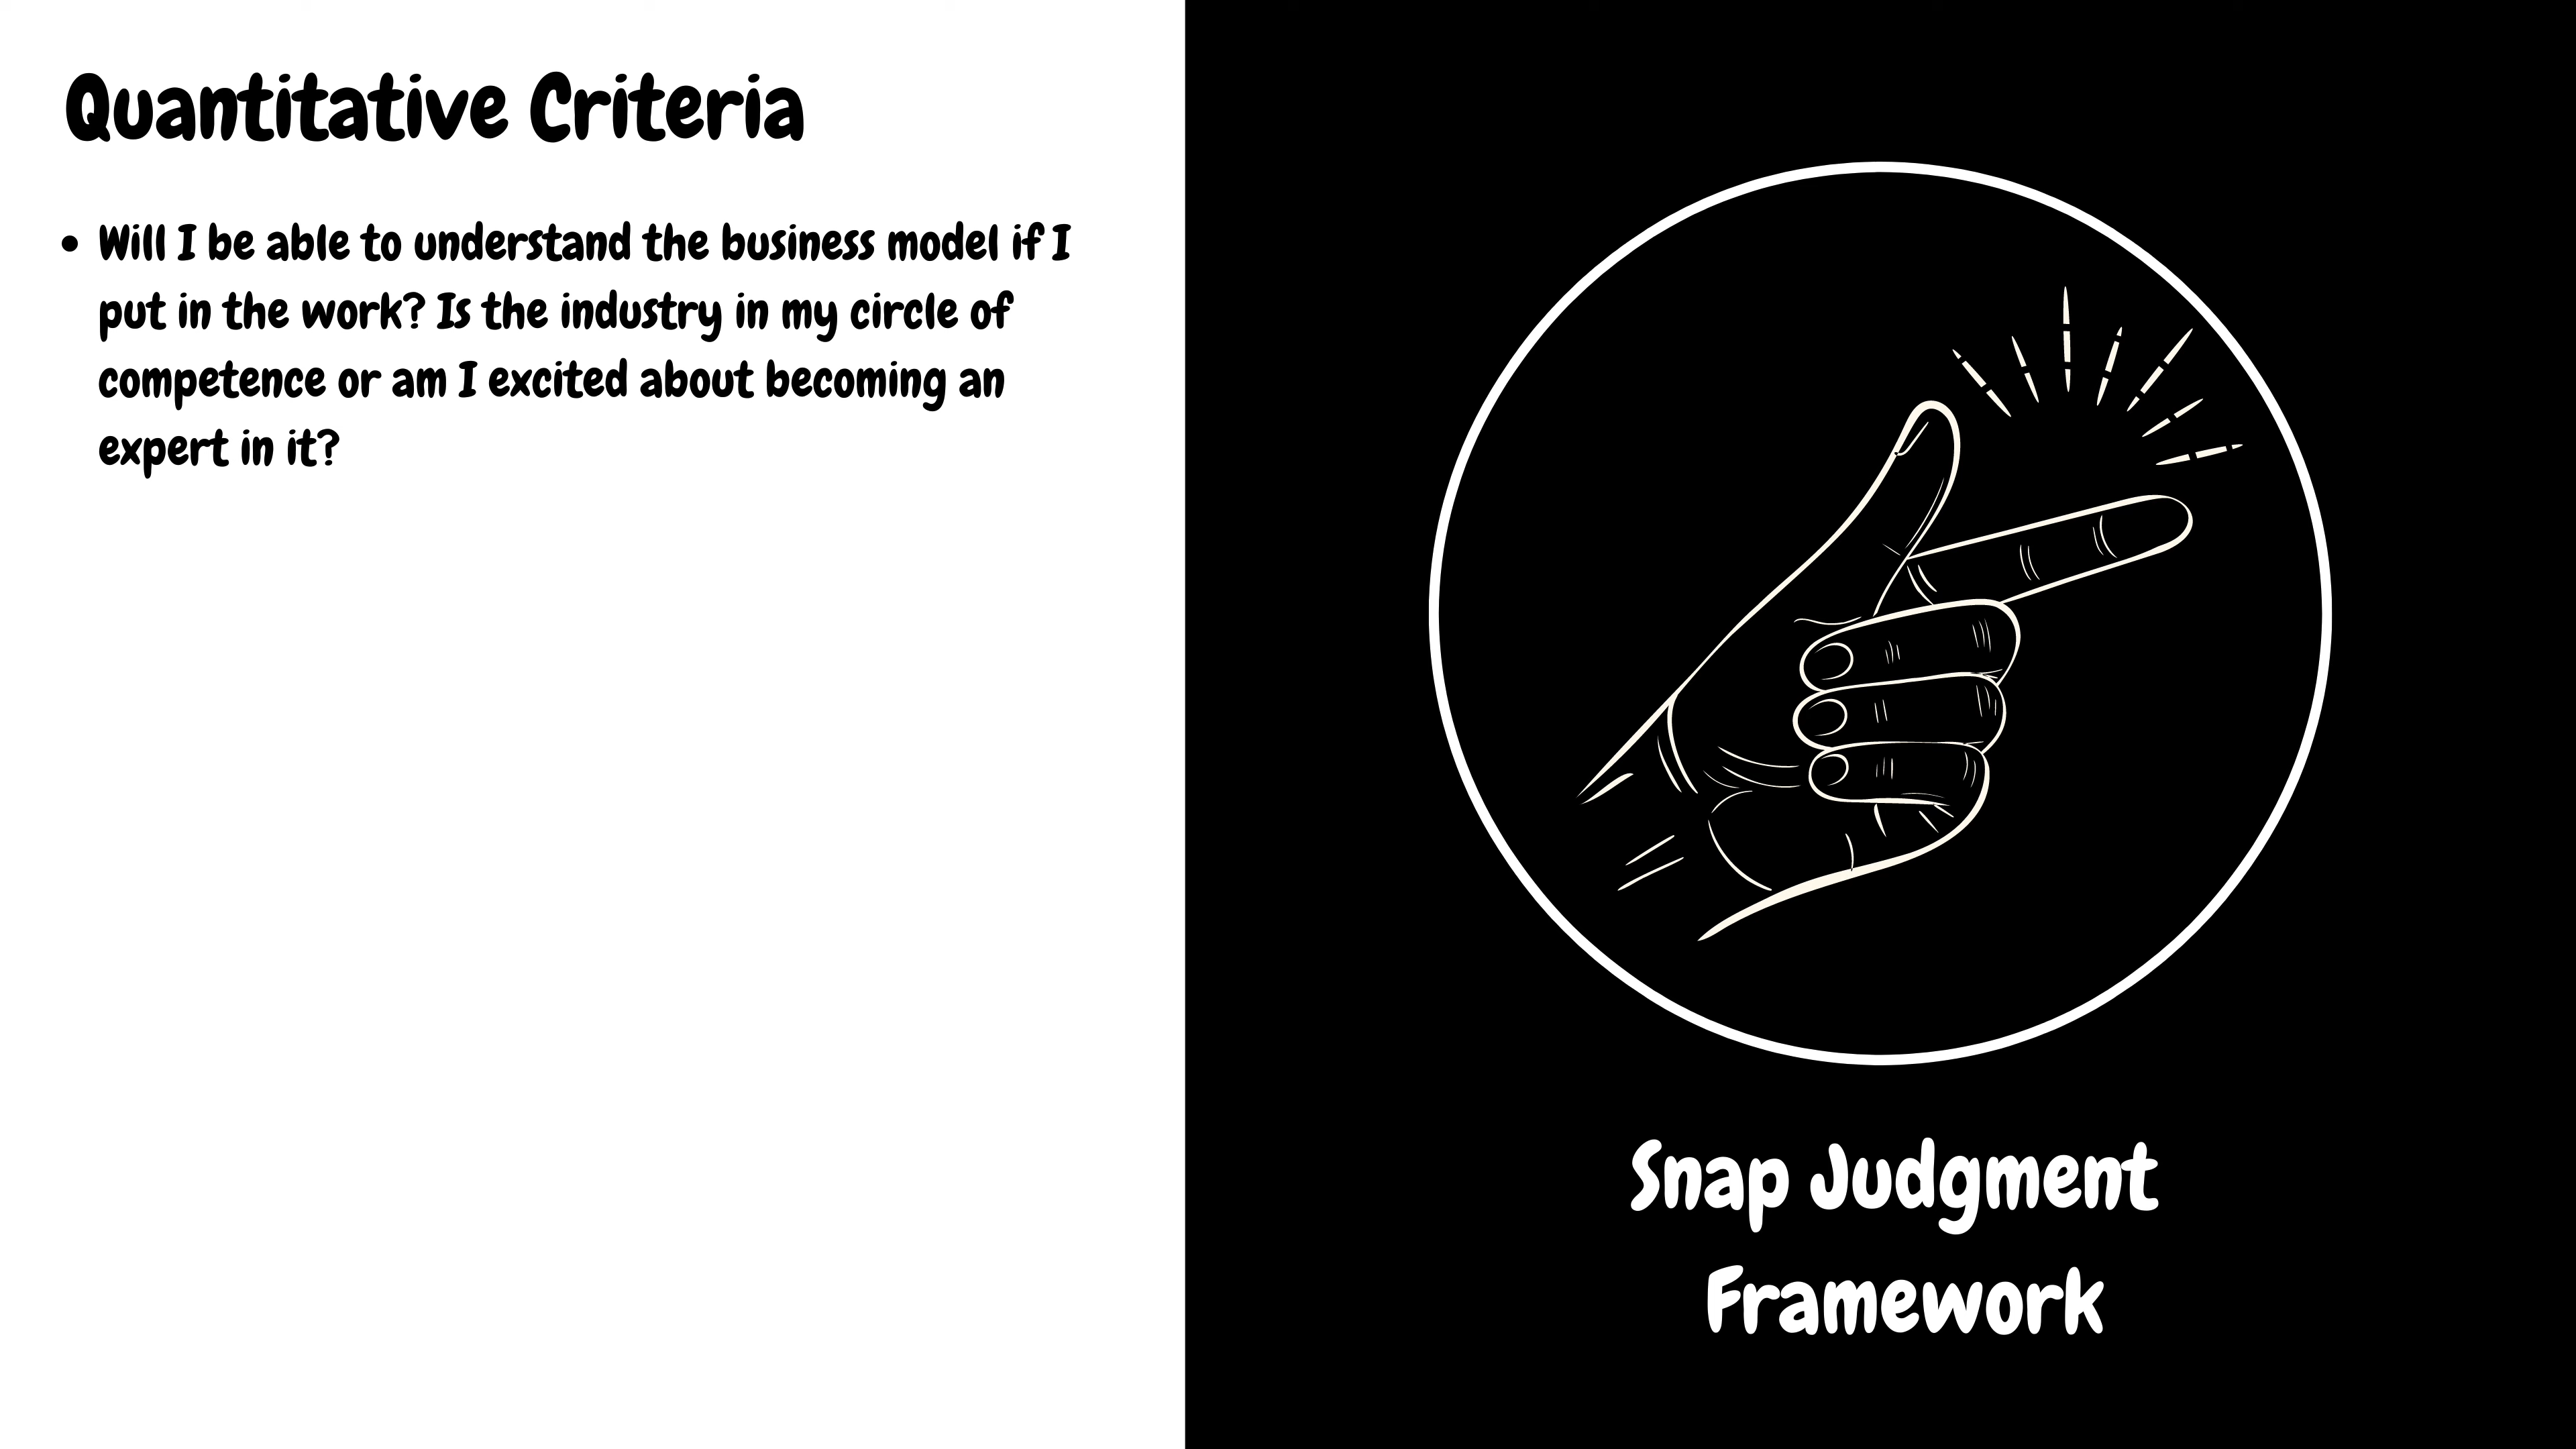 Quantitative Criteria
• Will I be able to understand the business model if I
put in the work? Is the industry in my circle of
competence or am I excited about becoming an
expert in it?
Snap Judgment
Framework